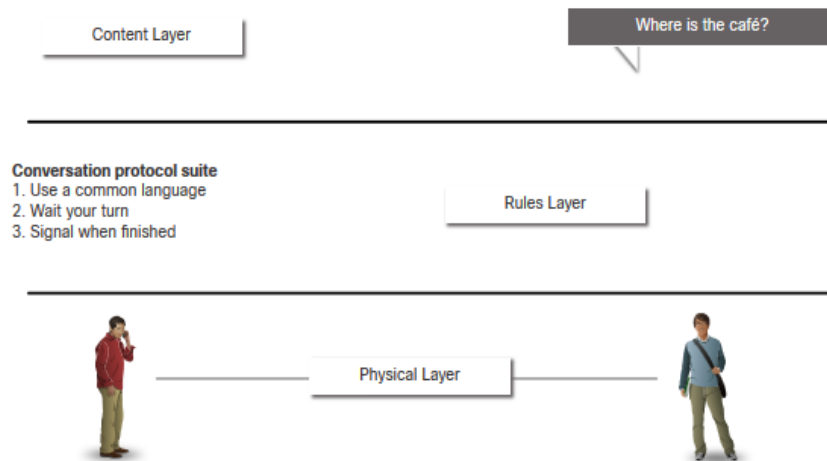 Content Layer
Where is the café?
Conversation protocol suite
1. Use a common language
2. Wait your turn
3. Signal when finished
Rules Layer
Physical Layer